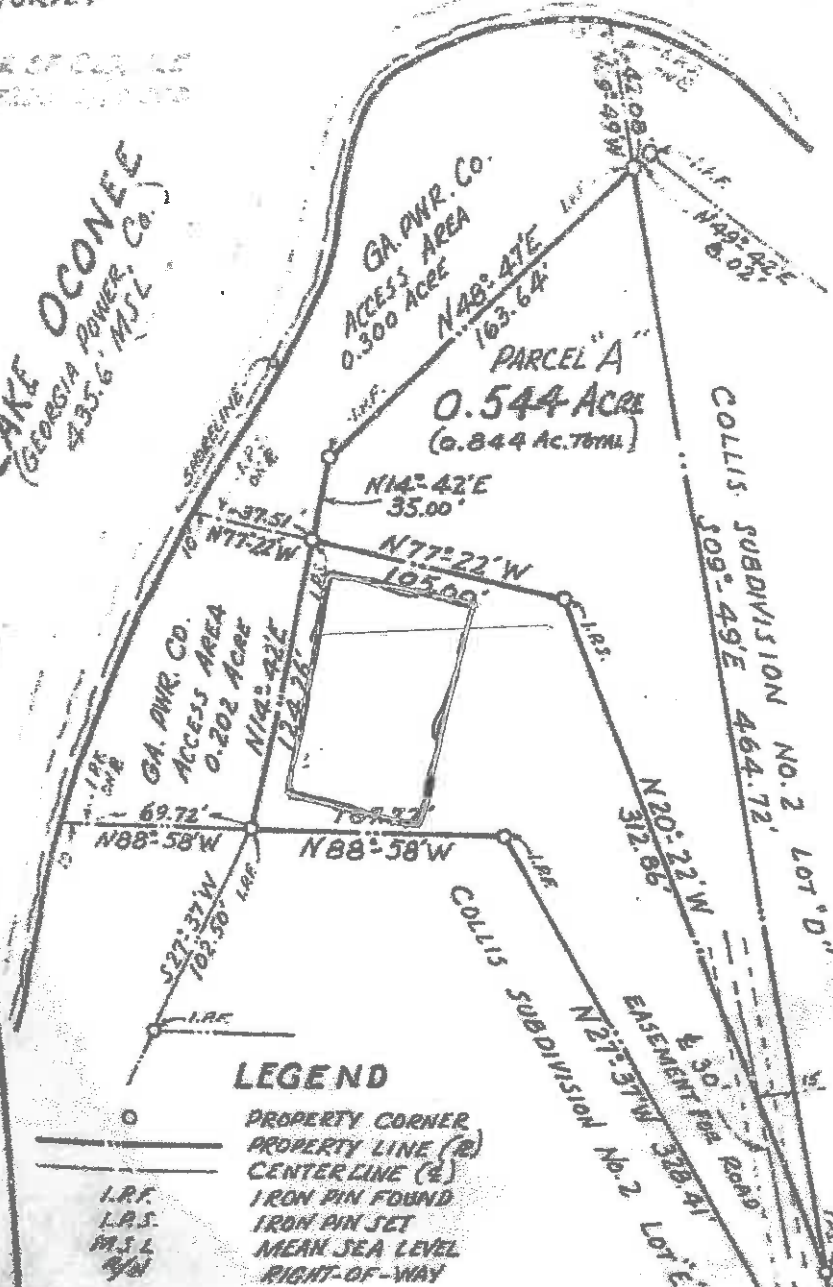 LAKE OCONEE
(GEORGIA POWER, Co.)
435.6' MSL
SHORELINE
GA. PWR. CO.
ACCESS AREA
0.300 ACRE
42.08'
I.P.F.
I.P.F.
N49°-42'E
8.02'
N48°-47'E
163.64'
PARCEL "A"
0.544 ACRE
(0.844 Ac. TOTAL)
I.P.F.
N14°-42'E
35.00'
37.51'
N77°-22'W
10'
I.P.S.
N77°-22'W
105.00'
I.P.S.
COLLIS SUBDIVISION NO.2 LOT "D"
S09°-49'E 464.72'
GA. PWR. CO.
ACCESS AREA
0.202 ACRE
N14°-42'E
124.26'
69.72'
N88°-58'W
I.P.F.
N88°-58'W
I.P.F.
N20°-22'W
312.86'
S27°-37'W
102.50'
I.P.F.
COLLIS SUBDIVISION No.2 LOT "C"
N27°-37'W 328.41'
℄ 30'
EASEMENT FOR ROAD
15
LEGEND
PROPERTY CORNER
PROPERTY LINE (℄)
CENTER LINE (℄)
I.P.F. IRON PIN FOUND
I.P.S. IRON PIN SET
M.S.L MEAN SEA LEVEL
R/W RIGHT-OF-WAY